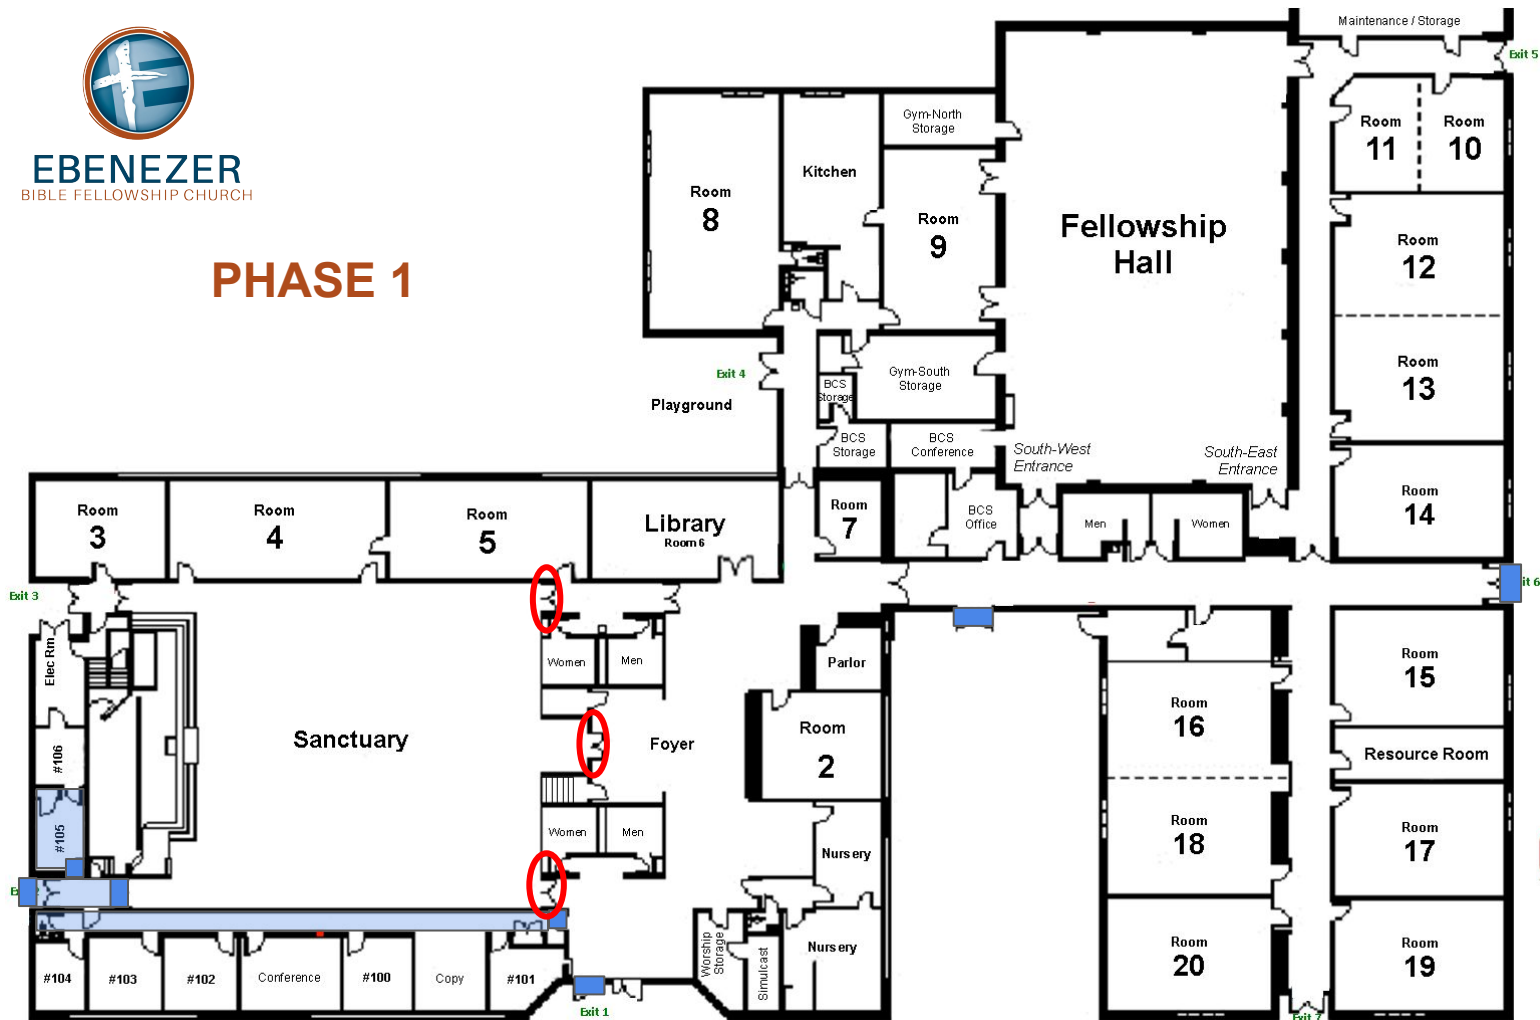 EBENEZER
BIBLE FELLOWSHIP CHURCH
PHASE 1
Maintenance / Storage
Exit 5
Gym-North
Storage
Room
11
Room
10
Kitchen
Room
8
Room
9
Fellowship
Hall
Room
12
Exit 4
Gym-South
Storage
Room
13
BCS
Storage
Playground
BCS
Storage
BCS
Conference
South-West
Entrance
South-East
Entrance
Room
3
Room
4
Room
5
Library
Room 6
Room
7
BCS
Office
Men
Women
Room
14
Exit 3
it 6
Elec Rm
Women
Men
Parlor
Room
15
Sanctuary
Foyer
Room
2
Room
16
Resource Room
#106
#105
Women
Men
Nursery
Room
18
Room
17
#104
#103
#102
Conference
#100
Copy
#101
Worship
Storage
Simulcast
Nursery
Room
20
Room
19
Exit 1
Exit 7